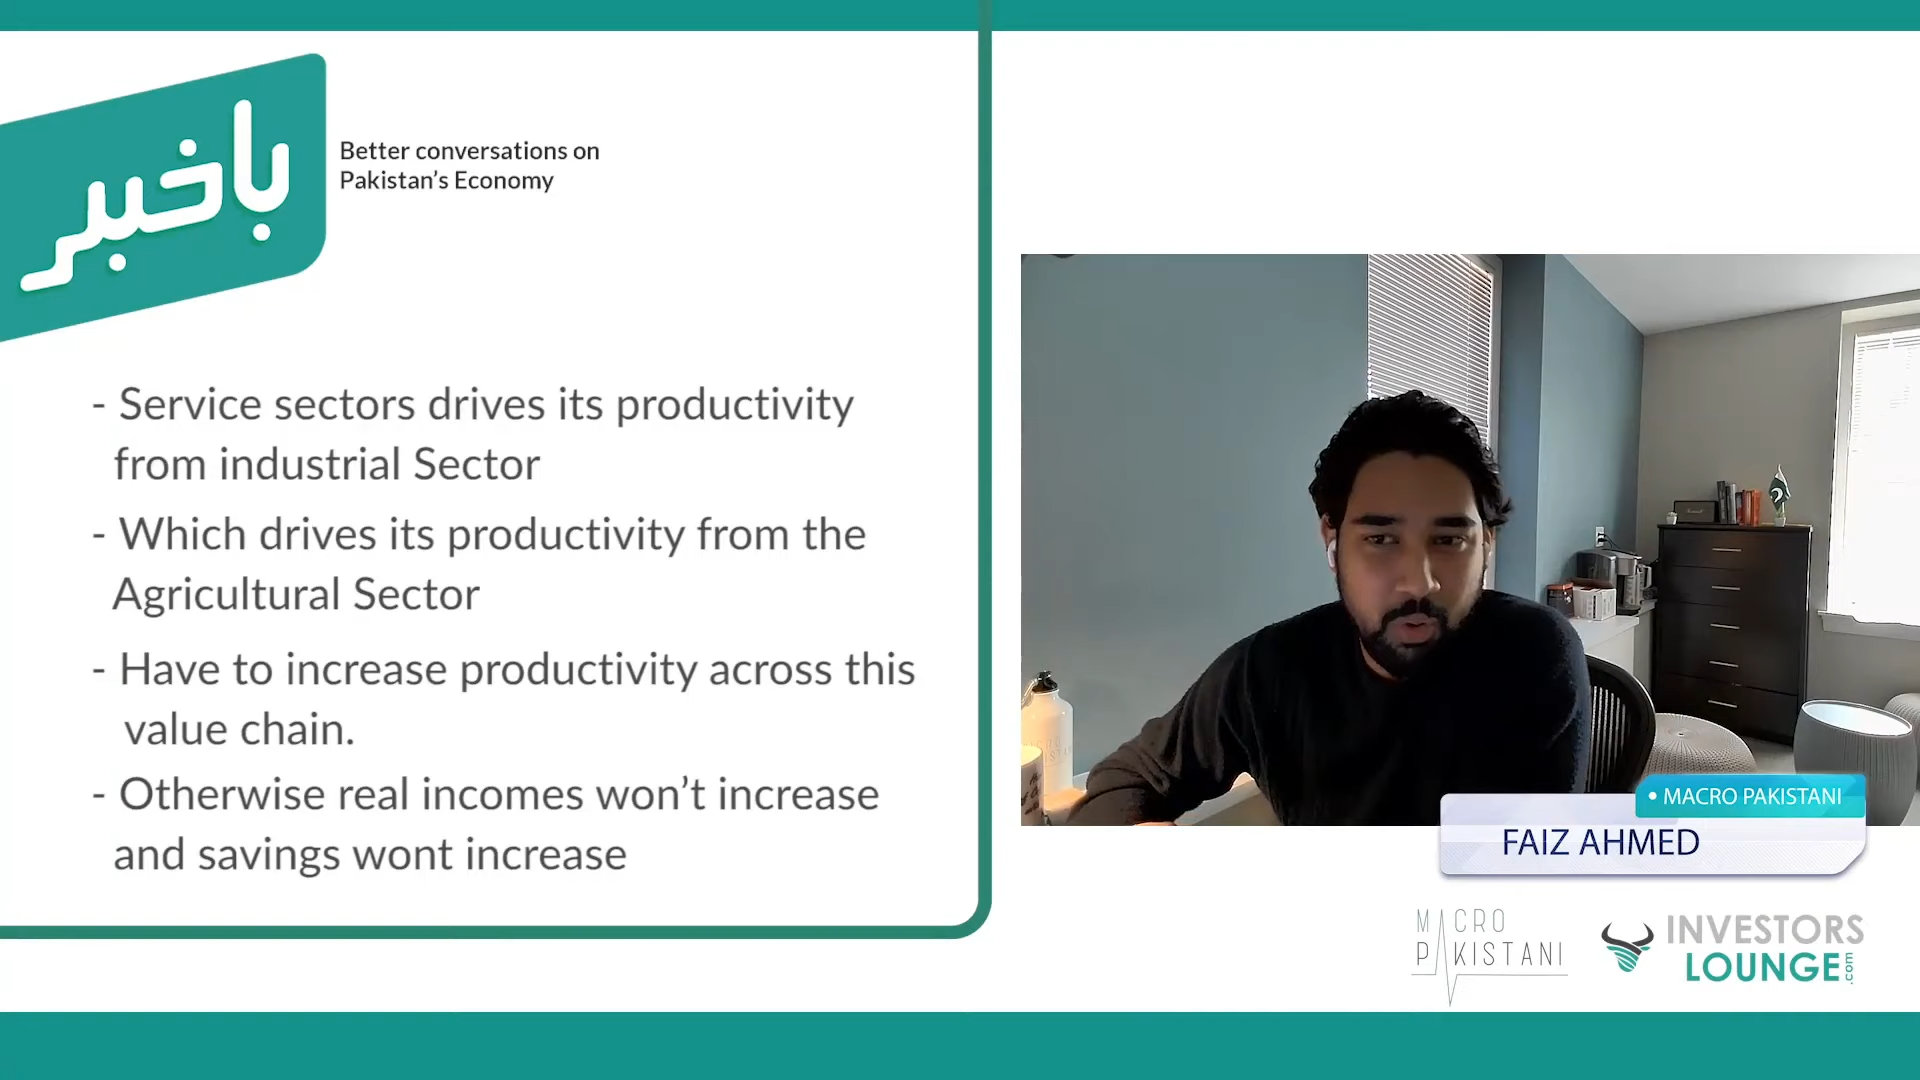 باخبر
Better conversations on
Pakistan's Economy
- Service sectors drives its productivity
from industrial Sector
- Which drives its productivity from the
Agricultural Sector
- Have to increase productivity across this
value chain.
- Otherwise real incomes won't increase
and savings wont increase
• MACRO PAKISTANI
FAIZ AHMED
MACRO
PAKISTANI
INVESTORS
LOUNGE.com